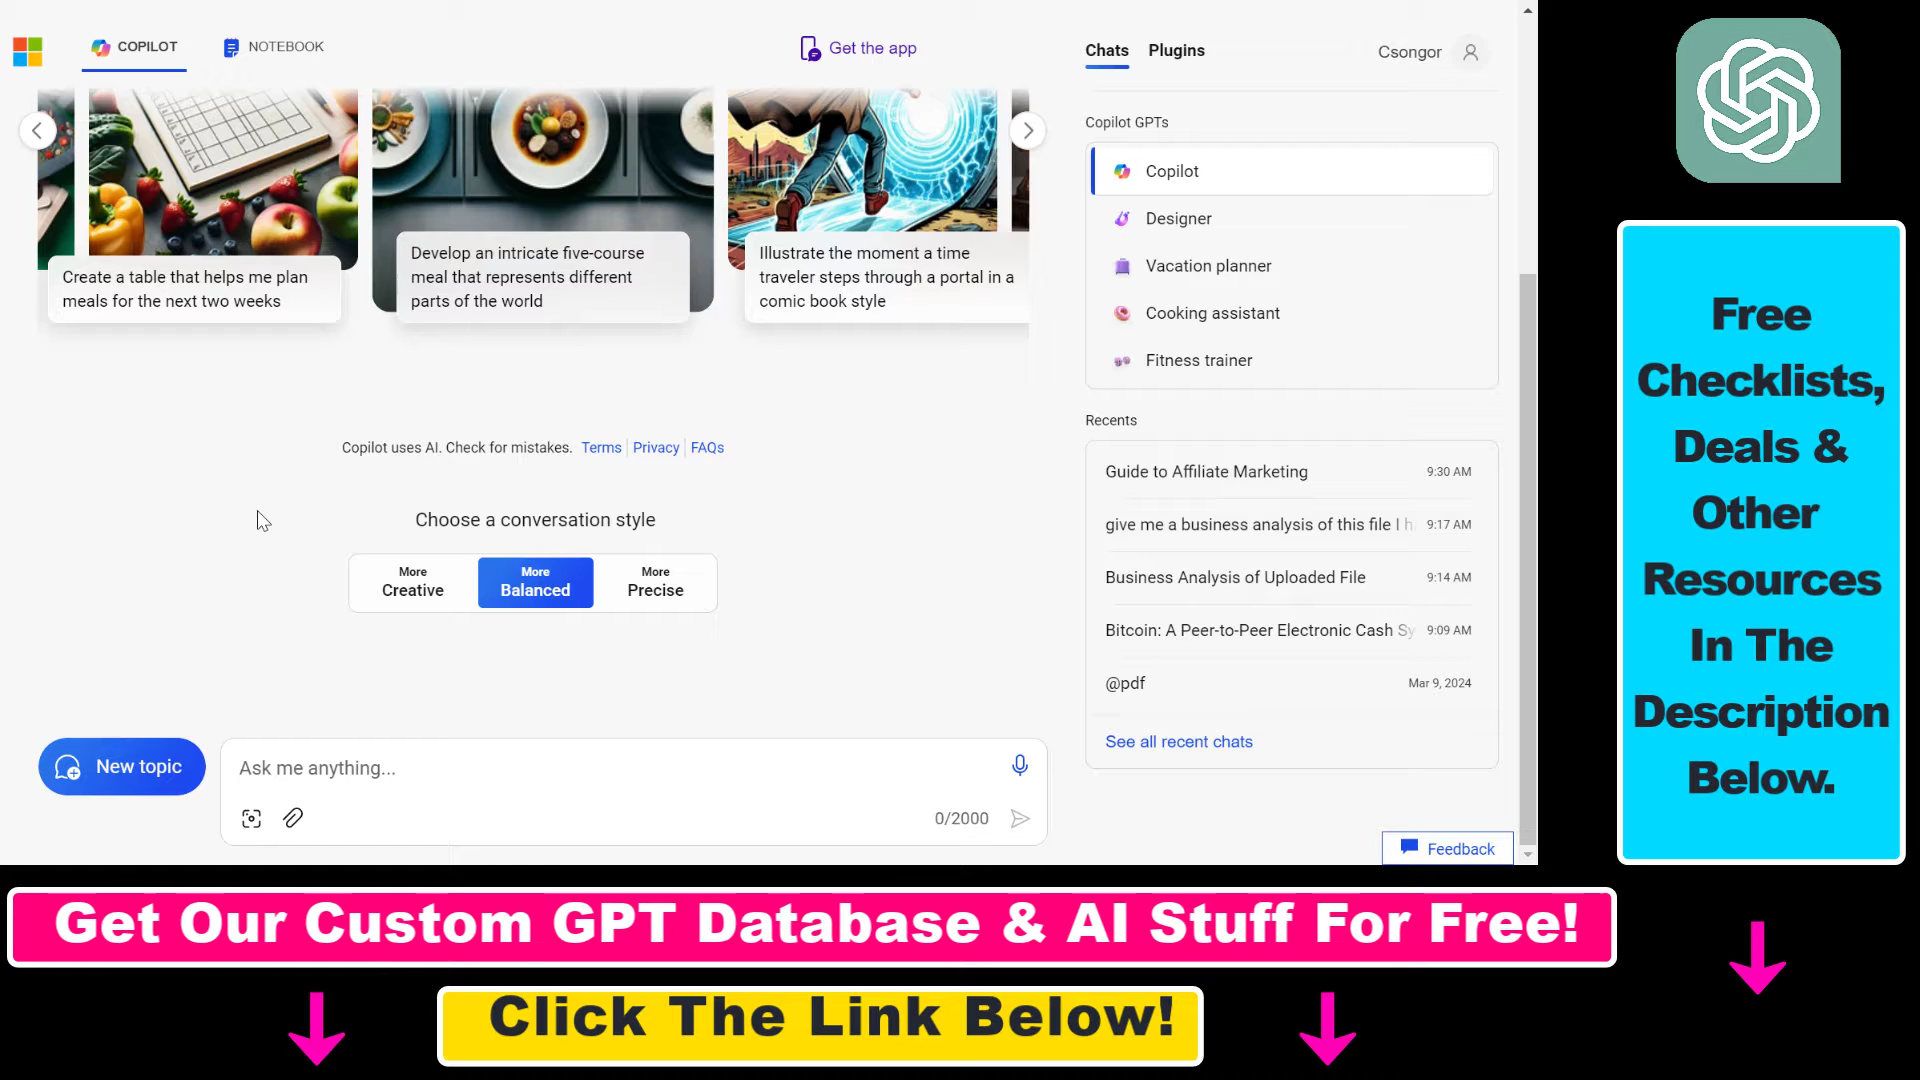 COPILOT
NOTEBOOK
Get the app
Chats
Plugins
Csongor
Create a table that helps me plan
meals for the next two weeks
Develop an intricate five-course
meal that represents different
parts of the world
Illustrate the moment a time
traveler steps through a portal in a
comic book style
Copilot uses AI. Check for mistakes. Terms Privacy FAQs
Choose a conversation style
More
Creative
More
Balanced
More
Precise
New topic
Ask me anything...
0/2000
Copilot GPTs
Copilot
Designer
Vacation planner
Cooking assistant
Fitness trainer
Recents
Guide to Affiliate Marketing 9:30 AM
give me a business analysis of this file I h 9:17 AM
Business Analysis of Uploaded File 9:14 AM
Bitcoin: A Peer-to-Peer Electronic Cash Sy 9:09 AM
@pdf Mar 9, 2024
See all recent chats
Feedback
Free
Checklists,
Deals &
Other
Resources
In The
Description
Below.
Get Our Custom GPT Database & AI Stuff For Free!
Click The Link Below!